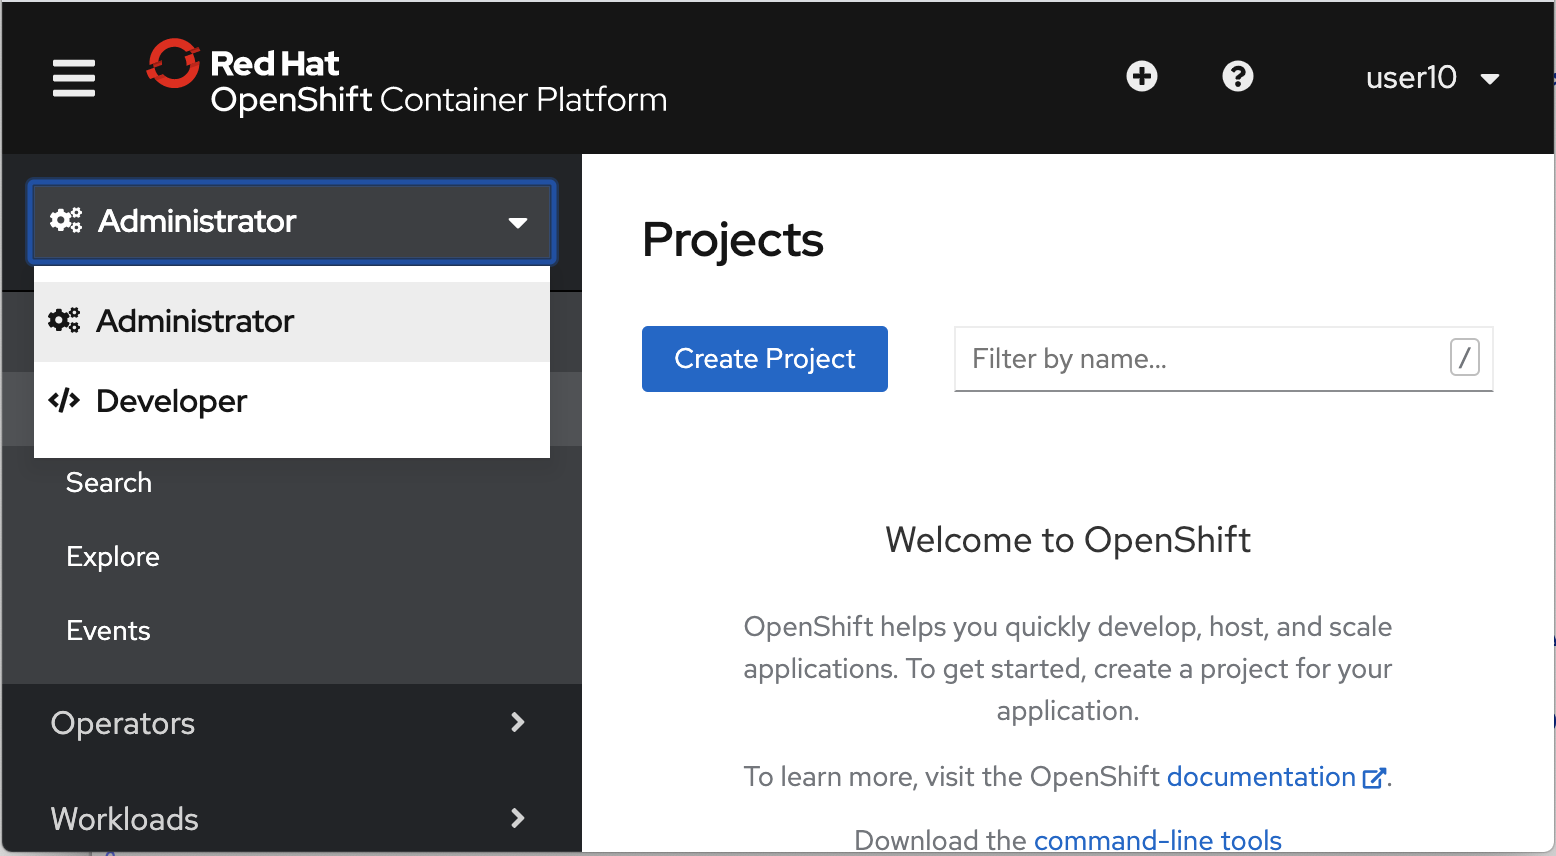 Red Hat
OpenShift Container Platform
user10
Administrator
Administrator
Developer
Search
Explore
Events
Operators
Workloads
Projects
Create Project
Filter by name...
/
Welcome to OpenShift
OpenShift helps you quickly develop, host, and scale
applications. To get started, create a project for your
application.
To learn more, visit the OpenShift documentation.
Download the command-line tools